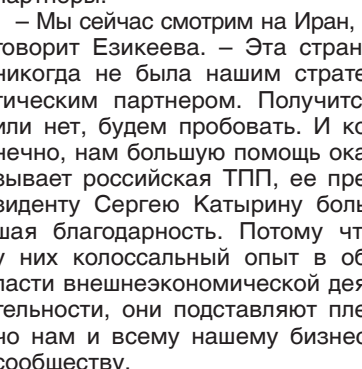 партнеры.
– Мы сейчас смотрим на Иран,
говорит Езикеева. – Эта стран
никогда не была нашим страте
гическим партнером. Получитс
или нет, будем пробовать. И ко
нечно, нам большую помощь ока
зывает российская ТПП, ее пре
зиденту Сергею Катырину боль
шая благодарность. Потому чт
у них колоссальный опыт в об
ласти внешнеэкономической дея
тельности, они подставляют пле
чо нам и всему нашему бизнес
сообществу.